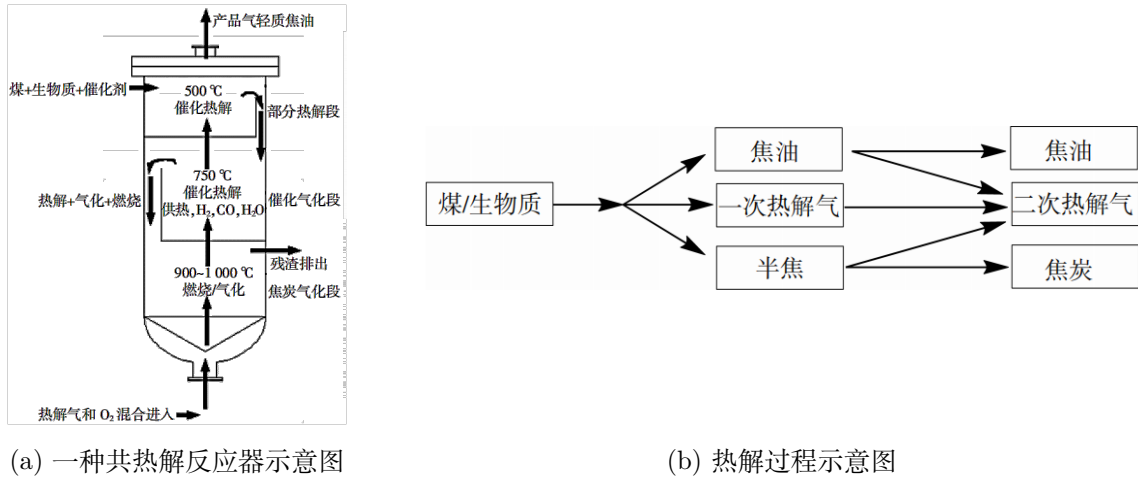 产品气轻质焦油
煤+生物质+催化剂
500 ℃
催化热解
部分热解段
750 ℃
催化热解
供热,H₂,CO,H₂O
热解+气化+燃烧
催化气化段
残渣排出
900~1 000 ℃
燃烧/气化
焦炭气化段
热解气和 O₂ 混合进入
(a) 一种共热解反应器示意图
煤/生物质
焦油
一次热解气
半焦
焦油
二次热解气
焦炭
(b) 热解过程示意图